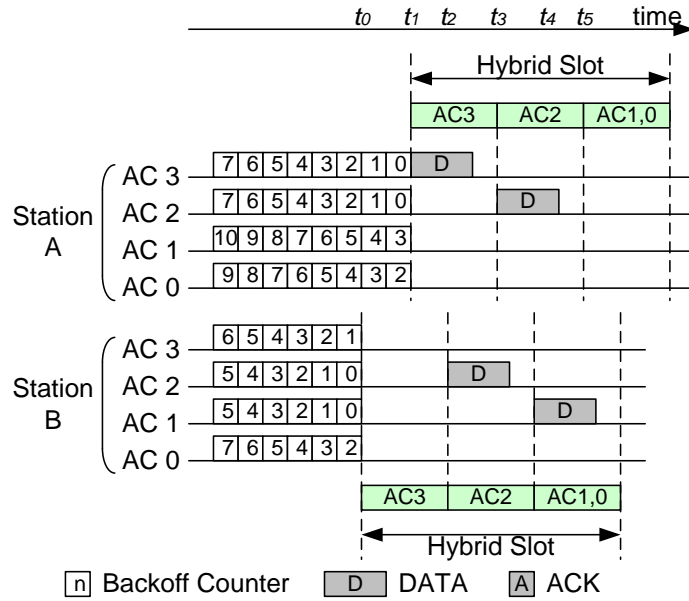 t0 t1 t2 t3 t4 t5 time
Hybrid Slot
AC3 AC2 AC1,0
Station A
AC 3 7 6 5 4 3 2 1 0 D
AC 2 7 6 5 4 3 2 1 0 D
AC 1 10 9 8 7 6 5 4 3
AC 0 9 8 7 6 5 4 3 2
Station B
AC 3 6 5 4 3 2 1
AC 2 5 4 3 2 1 0 D
AC 1 5 4 3 2 1 0 D
AC 0 7 6 5 4 3 2
AC3 AC2 AC1,0
Hybrid Slot
n Backoff Counter D DATA A ACK